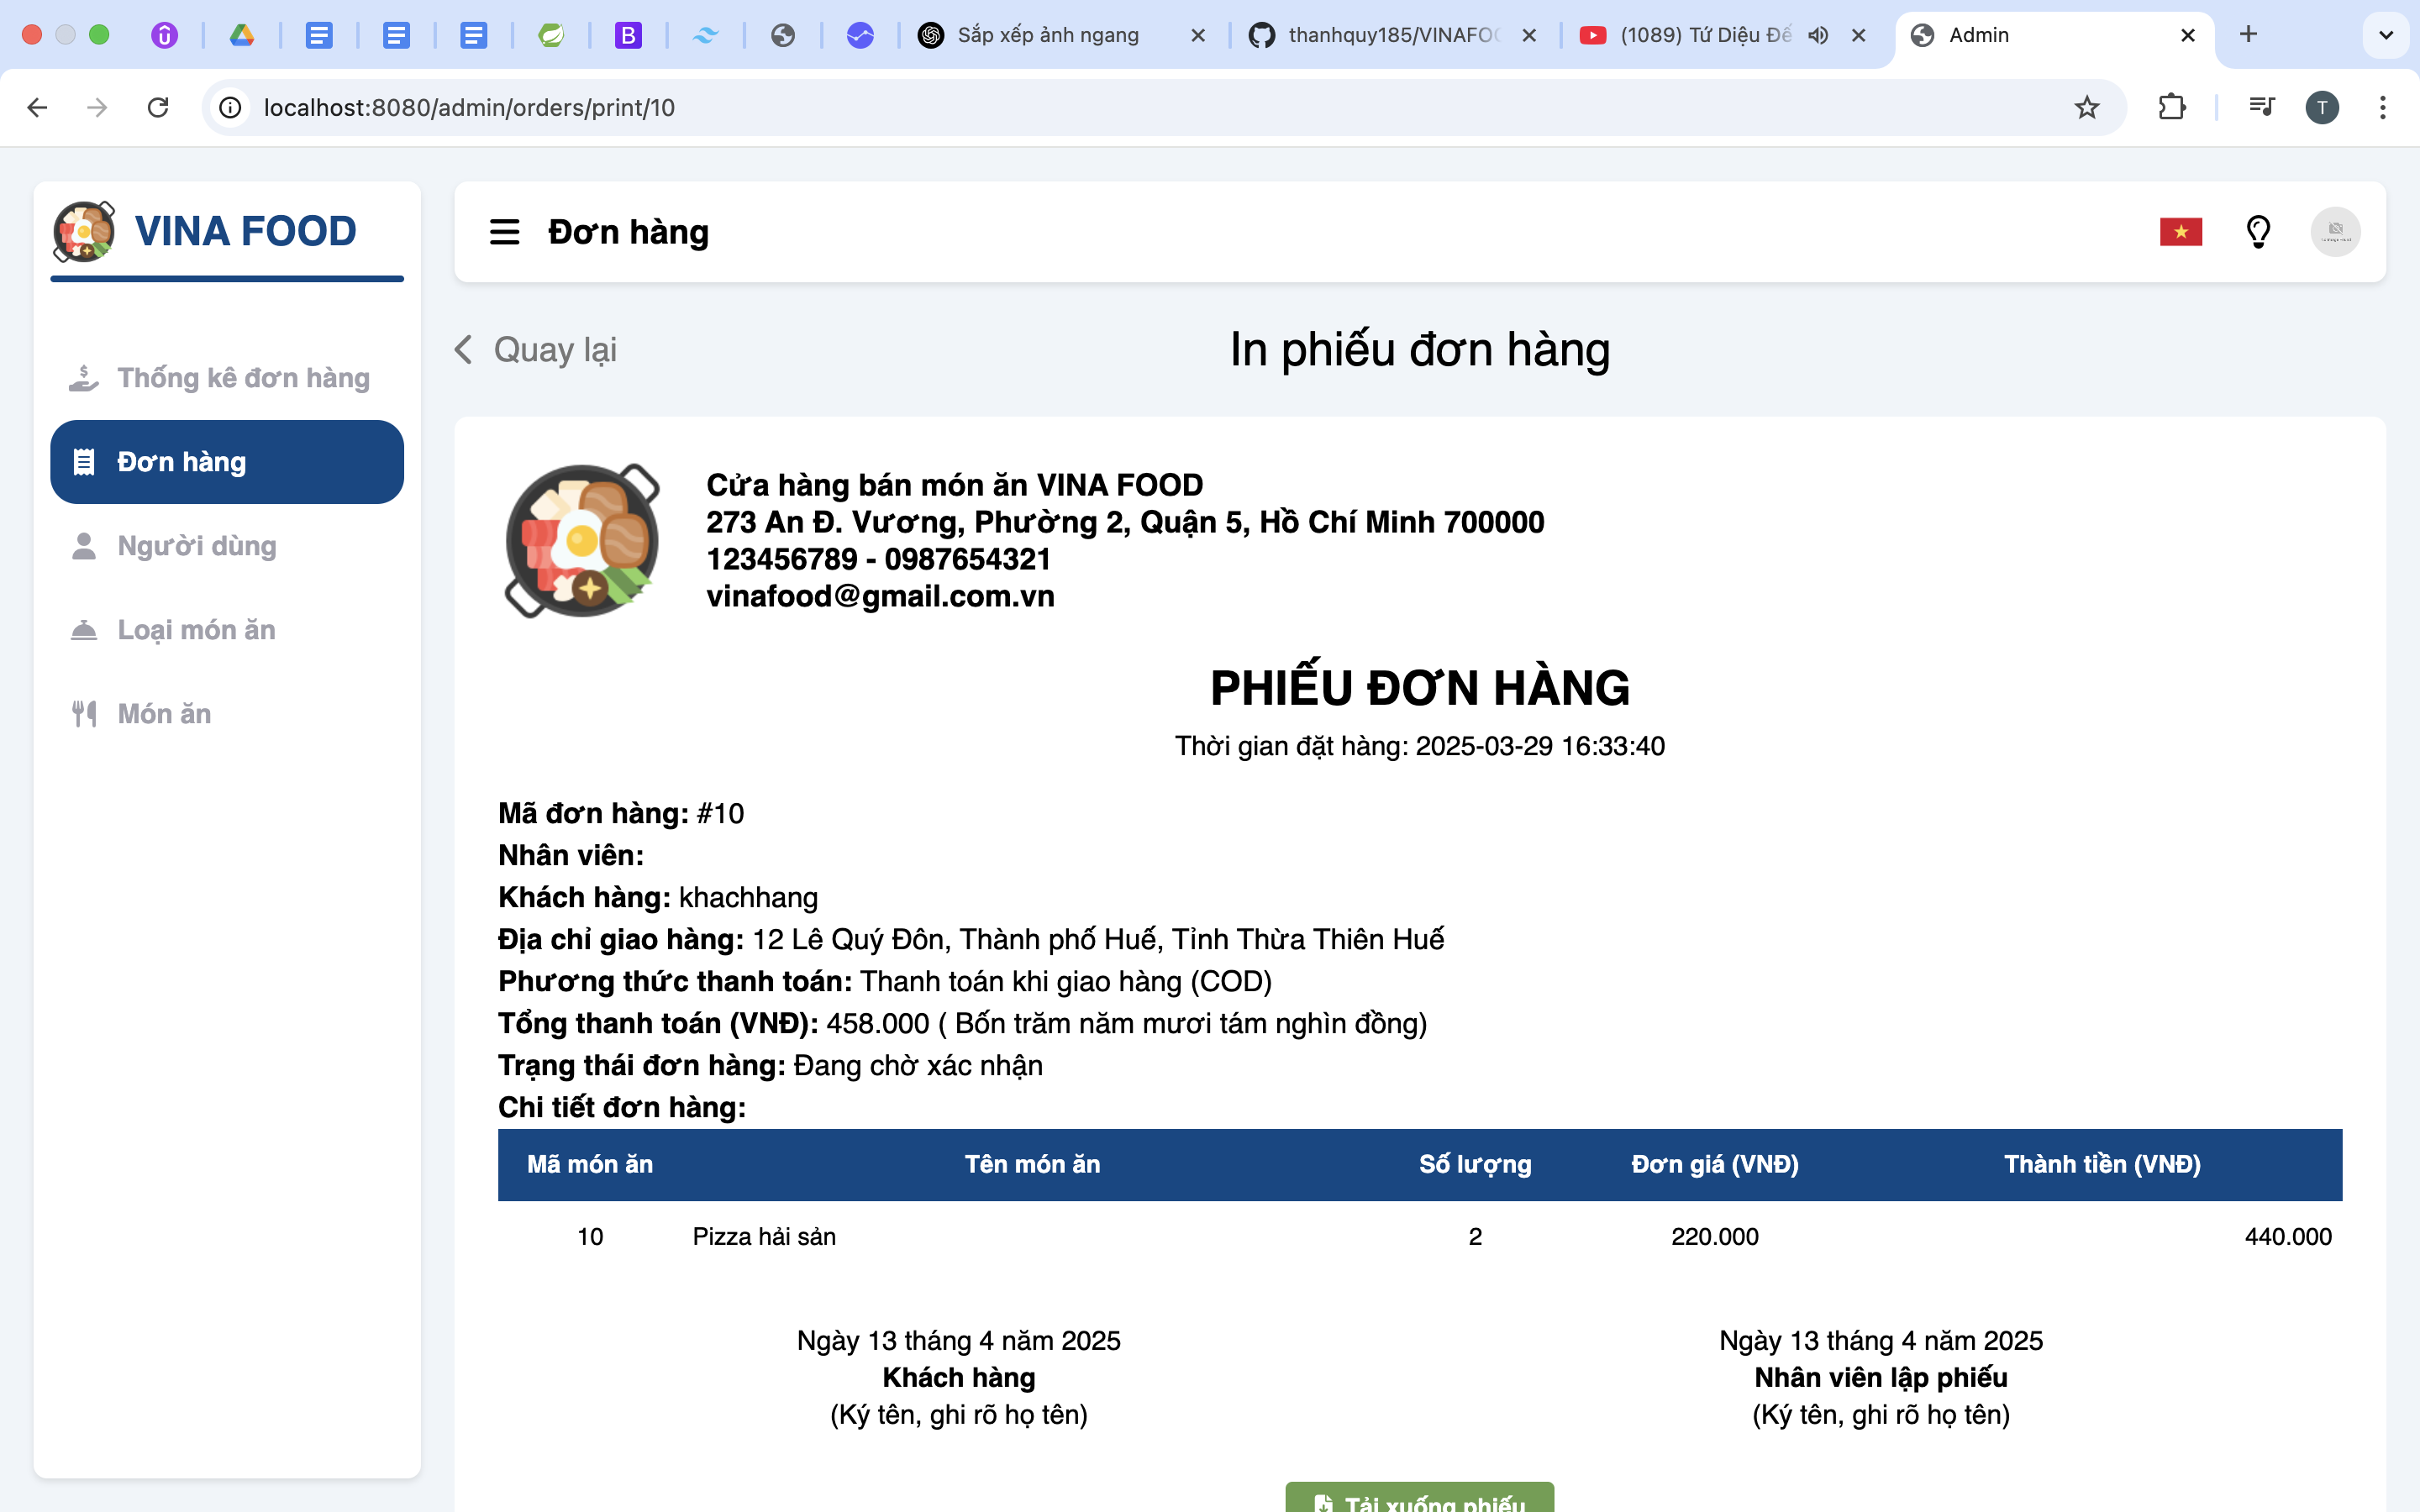 Sắp xếp ảnh ngang
thanhquy185/VINAFOO
(1089) Tứ Diệu Đế
Admin
localhost:8080/admin/orders/print/10
T
VINA FOOD
Đơn hàng
Thống kê đơn hàng
Đơn hàng
Người dùng
Loại món ăn
Món ăn
Quay lại
In phiếu đơn hàng
Cửa hàng bán món ăn VINA FOOD
273 An Đ. Vương, Phường 2, Quận 5, Hồ Chí Minh 700000
123456789 - 0987654321
vinafood@gmail.com.vn
PHIẾU ĐƠN HÀNG
Thời gian đặt hàng: 2025-03-29 16:33:40
Mã đơn hàng: #10
Nhân viên:
Khách hàng: khachhang
Địa chỉ giao hàng: 12 Lê Quý Đôn, Thành phố Huế, Tỉnh Thừa Thiên Huế
Phương thức thanh toán: Thanh toán khi giao hàng (COD)
Tổng thanh toán (VNĐ): 458.000 ( Bốn trăm năm mươi tám nghìn đồng)
Trạng thái đơn hàng: Đang chờ xác nhận
Chi tiết đơn hàng:
Mã món ăn Tên món ăn Số lượng Đơn giá (VNĐ) Thành tiền (VNĐ)
10 Pizza hải sản 2 220.000 440.000
Ngày 13 tháng 4 năm 2025
Khách hàng
(Ký tên, ghi rõ họ tên)
Ngày 13 tháng 4 năm 2025
Nhân viên lập phiếu
(Ký tên, ghi rõ họ tên)
Tải xuống phiếu